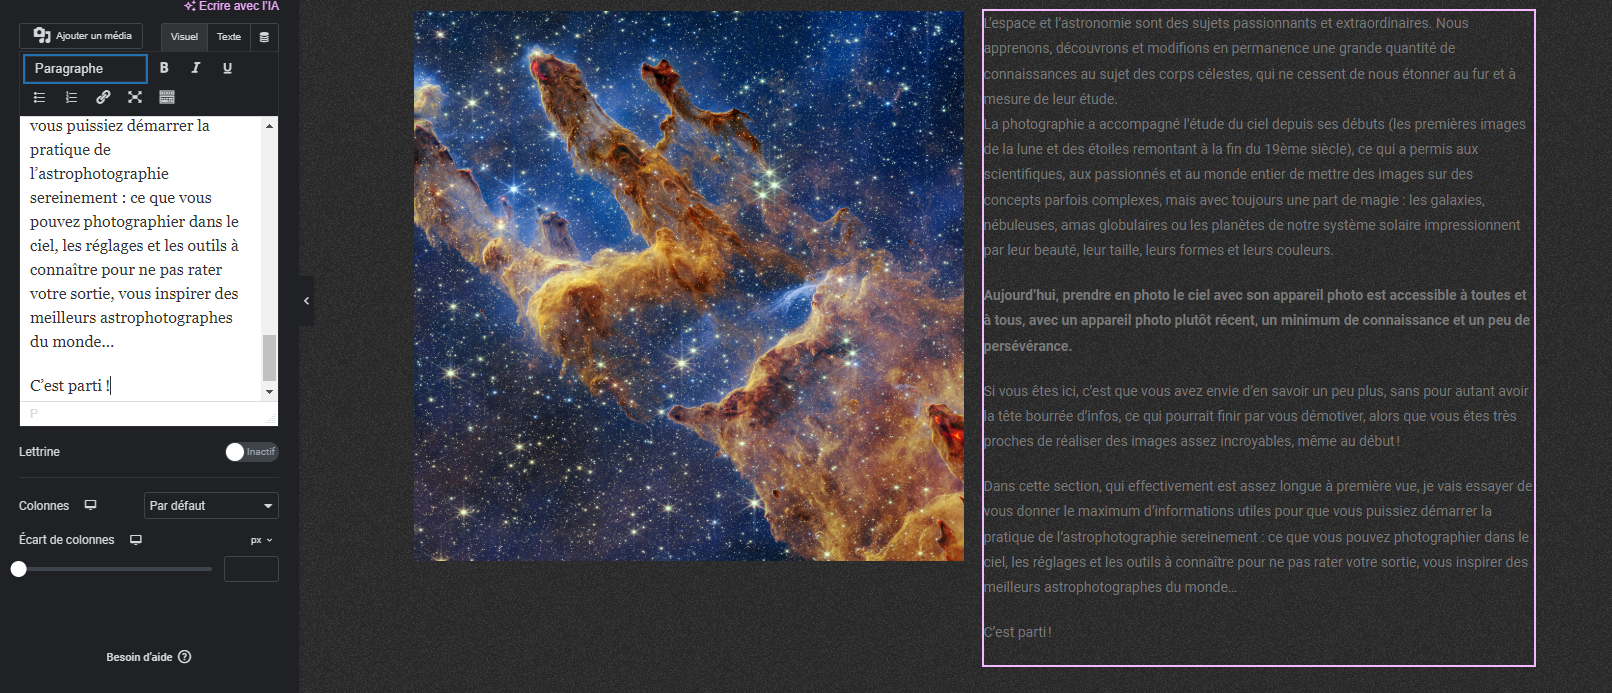 Ecrire avec l'IA
Ajouter un média
Visuel
Texte
Paragraphe
B I U
vous puissiez démarrer la
pratique de
l’astrophotographie
sereinement : ce que vous
pouvez photographier dans le
ciel, les réglages et les outils à
connaître pour ne pas rater
votre sortie, vous inspirer des
meilleurs astrophotographes
du monde…
C’est parti !
P
Lettrine
Inactif
Colonnes
Par défaut
Écart de colonnes
px
Besoin d'aide ?
L’espace et l’astronomie sont des sujets passionnants et extraordinaires. Nous
apprenons, découvrons et modifions en permanence une grande quantité de
connaissances au sujet des corps célestes, qui ne cessent de nous étonner au fur et à
mesure de leur étude.
La photographie a accompagné l’étude du ciel depuis ses débuts (les premières images
de la lune et des étoiles remontant à la fin du 19ème siècle), ce qui a permis aux
scientifiques, aux passionnés et au monde entier de mettre des images sur des
concepts parfois complexes, mais avec toujours une part de magie : les galaxies,
nébuleuses, amas globulaires ou les planètes de notre système solaire impressionnent
par leur beauté, leur taille, leurs formes et leurs couleurs.
Aujourd’hui, prendre en photo le ciel avec son appareil photo est accessible à toutes et
à tous, avec un appareil photo plutôt récent, un minimum de connaissance et un peu de
persévérance.
Si vous êtes ici, c’est que vous avez envie d’en savoir un peu plus, sans pour autant avoir
la tête bourrée d’infos, ce qui pourrait finir par vous démotiver, alors que vous êtes très
proches de réaliser des images assez incroyables, même au début !
Dans cette section, qui effectivement est assez longue à première vue, je vais essayer de
vous donner le maximum d’informations utiles pour que vous puissiez démarrer la
pratique de l’astrophotographie sereinement : ce que vous pouvez photographier dans le
ciel, les réglages et les outils à connaître pour ne pas rater votre sortie, vous inspirer des
meilleurs astrophotographes du monde…
C’est parti !